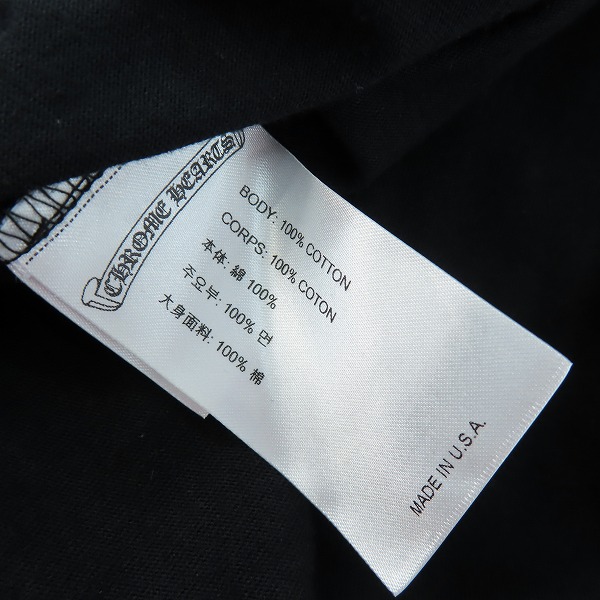 CHROME HEARTS
BODY: 100% COTTON
CORPS: 100% COTON
本体: 綿 100%
조오부: 100% 면
大身面料: 100% 棉
MADE IN U.S.A.